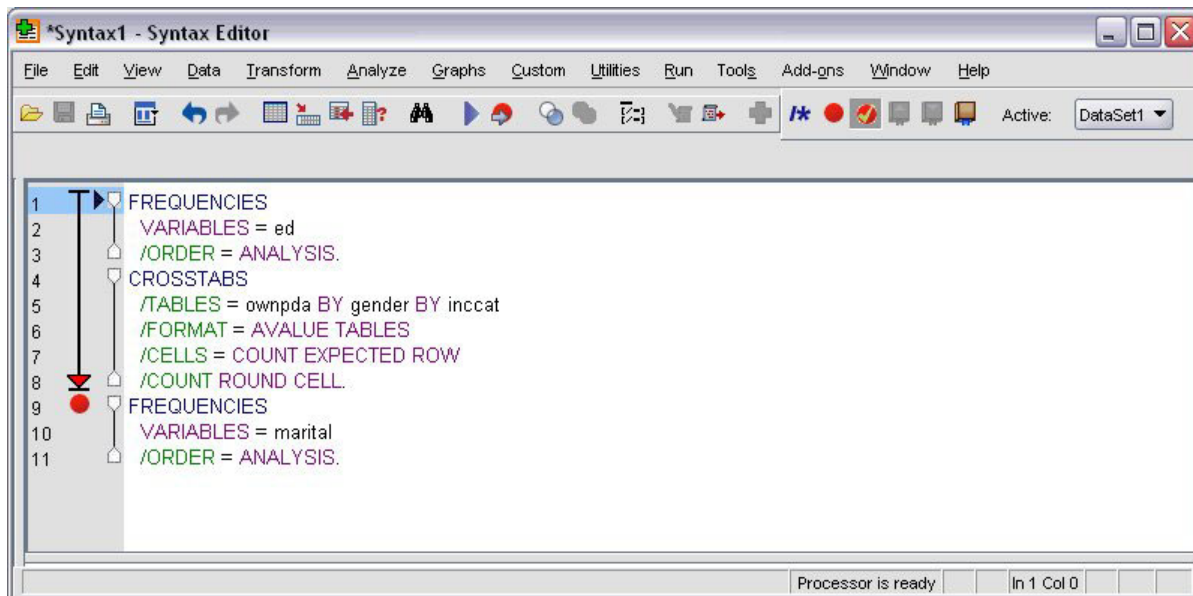 *Syntax1 - Syntax Editor
File Edit View Data Transform Analyze Graphs Custom Utilities Run Tools Add-ons Window Help
Active: DataSet1
1 FREQUENCIES
2 VARIABLES = ed
3 /ORDER = ANALYSIS.
4 CROSSTABS
5 /TABLES = ownpda BY gender BY inccat
6 /FORMAT = AVALUE TABLES
7 /CELLS = COUNT EXPECTED ROW
8 /COUNT ROUND CELL.
9 FREQUENCIES
10 VARIABLES = marital
11 /ORDER = ANALYSIS.
Processor is ready In 1 Col 0